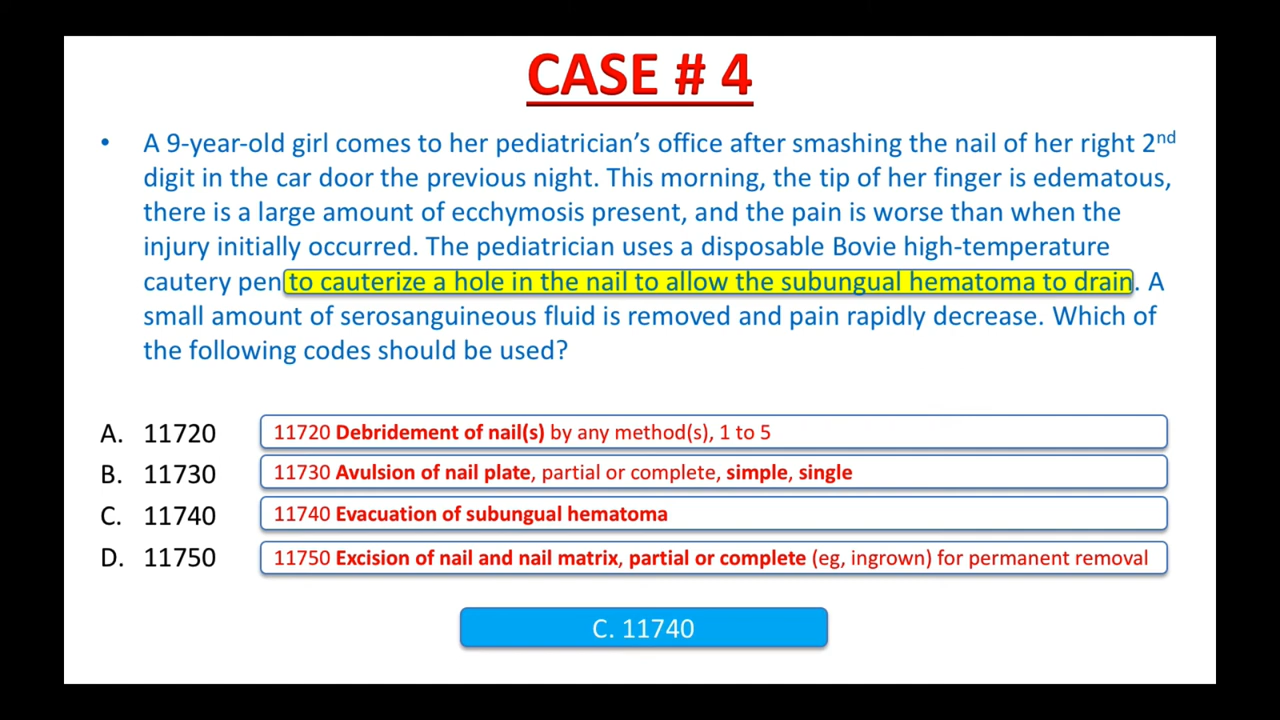 CASE # 4
• A 9-year-old girl comes to her pediatrician's office after smashing the nail of her right 2nd
digit in the car door the previous night. This morning, the tip of her finger is edematous,
there is a large amount of ecchymosis present, and the pain is worse than when the
injury initially occurred. The pediatrician uses a disposable Bovie high-temperature
cautery pen to cauterize a hole in the nail to allow the subungual hematoma to drain. A
small amount of serosanguineous fluid is removed and pain rapidly decrease. Which of
the following codes should be used?
A. 11720 11720 Debridement of nail(s) by any method(s), 1 to 5
B. 11730 11730 Avulsion of nail plate, partial or complete, simple, single
C. 11740 11740 Evacuation of subungual hematoma
D. 11750 11750 Excision of nail and nail matrix, partial or complete (eg, ingrown) for permanent removal
C. 11740